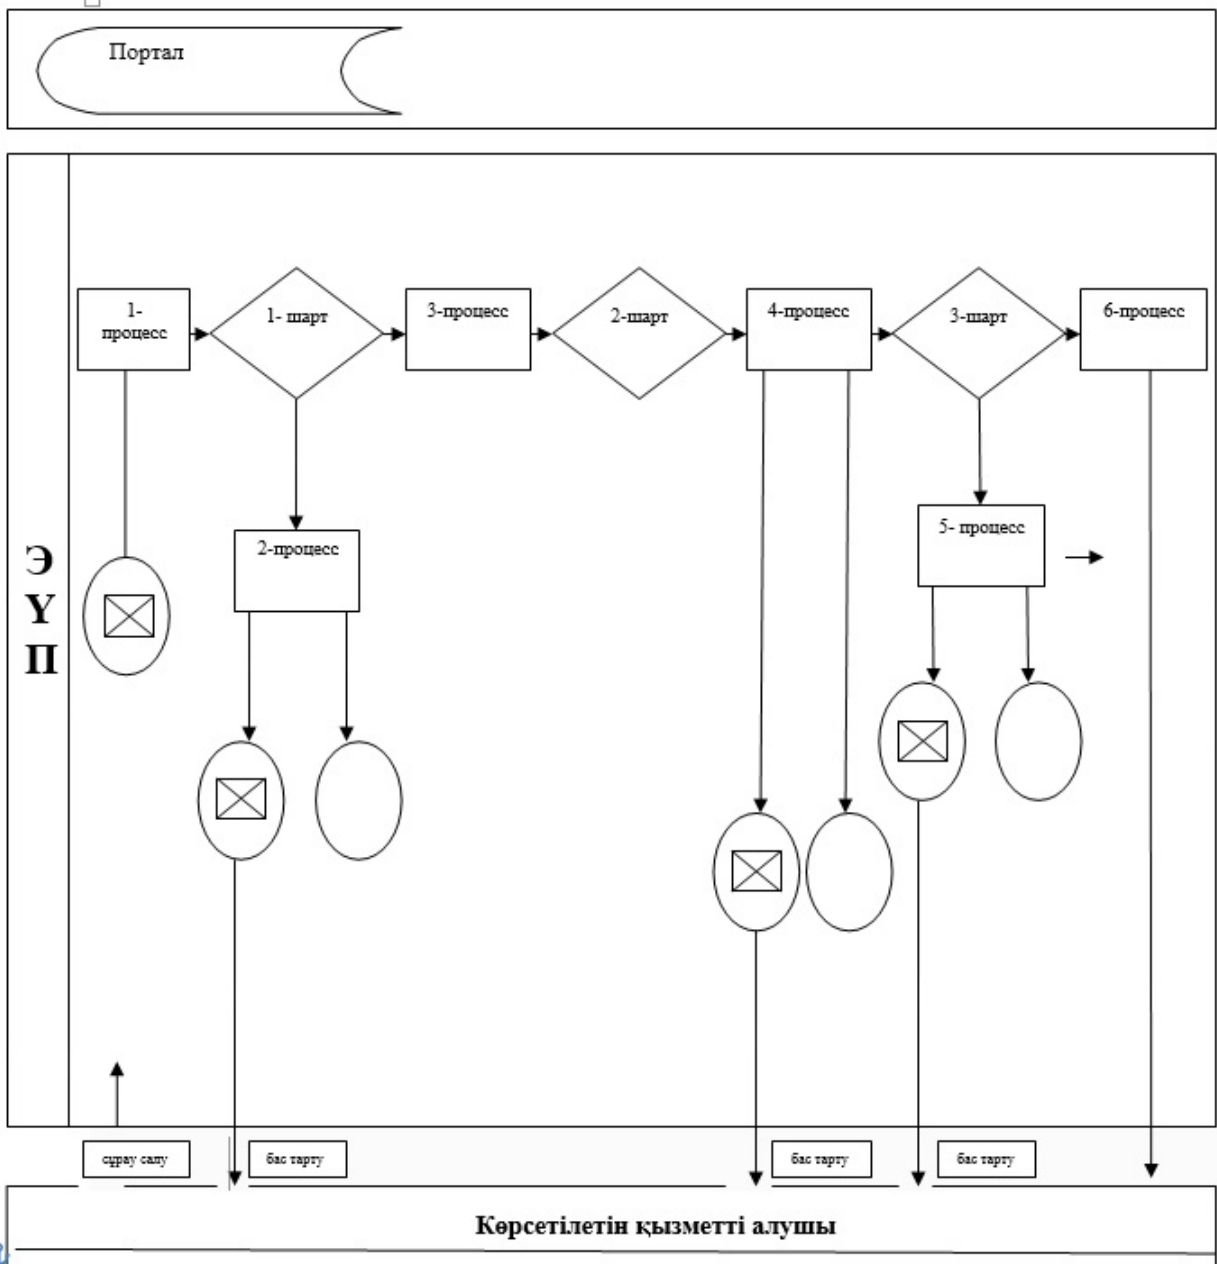 Портал
1-
процесс
1- шарт
3-процесс
2-шарт
4-процесс
3-шарт
6-процесс
2-процесс
5- процесс
Э
Ү
П
сұрау салу
бас тарту
бас тарту
бас тарту
Көрсетілетін қызметті алушы